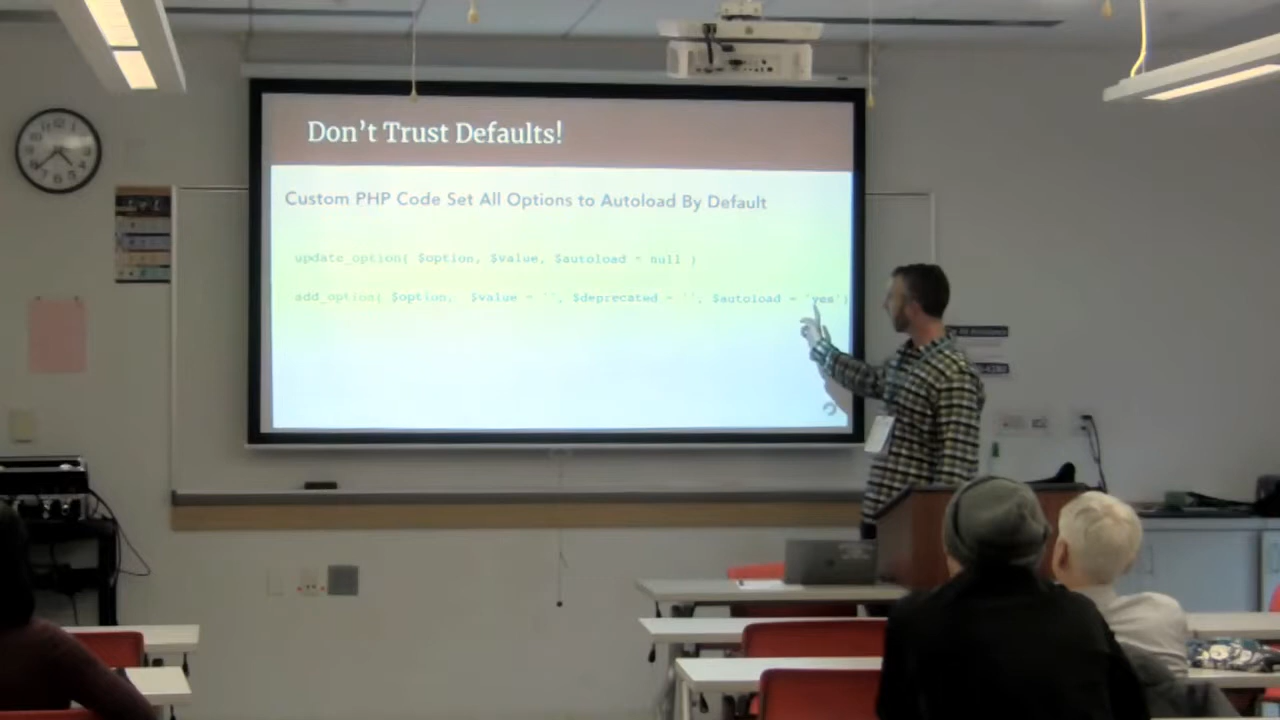 Don't Trust Defaults!
Custom PHP Code Set All Options to Autoload By Default
update_option( $option, $value, $autoload = null )
add_option( $option, $value = '', $deprecated = '', $autoload = 'yes')